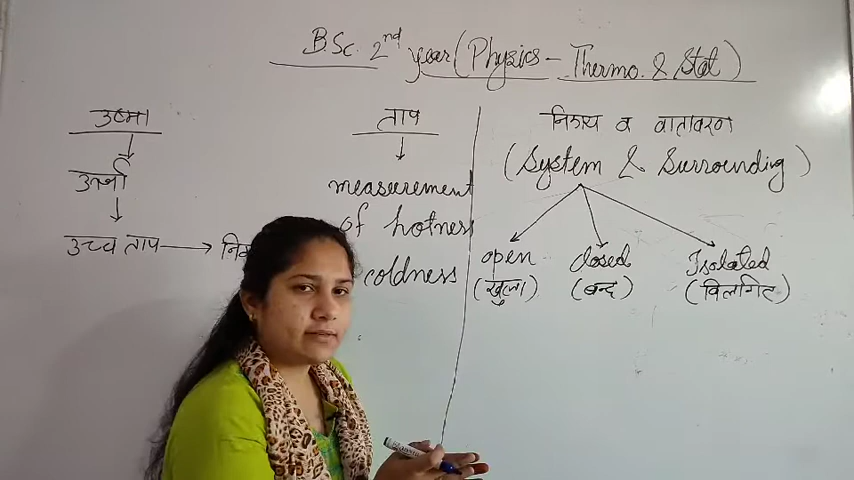 B.Sc. 2nd year (Physics - Thermo. & Stat)
उष्मा
↓
उर्जा
↓
उच्च ताप →
ताप
↓
measurement
of hotness
coldness
निकाय व वातावरण
(System & Surrounding)
open closed Isolated
(खुला) (बन्द) (विलगित)